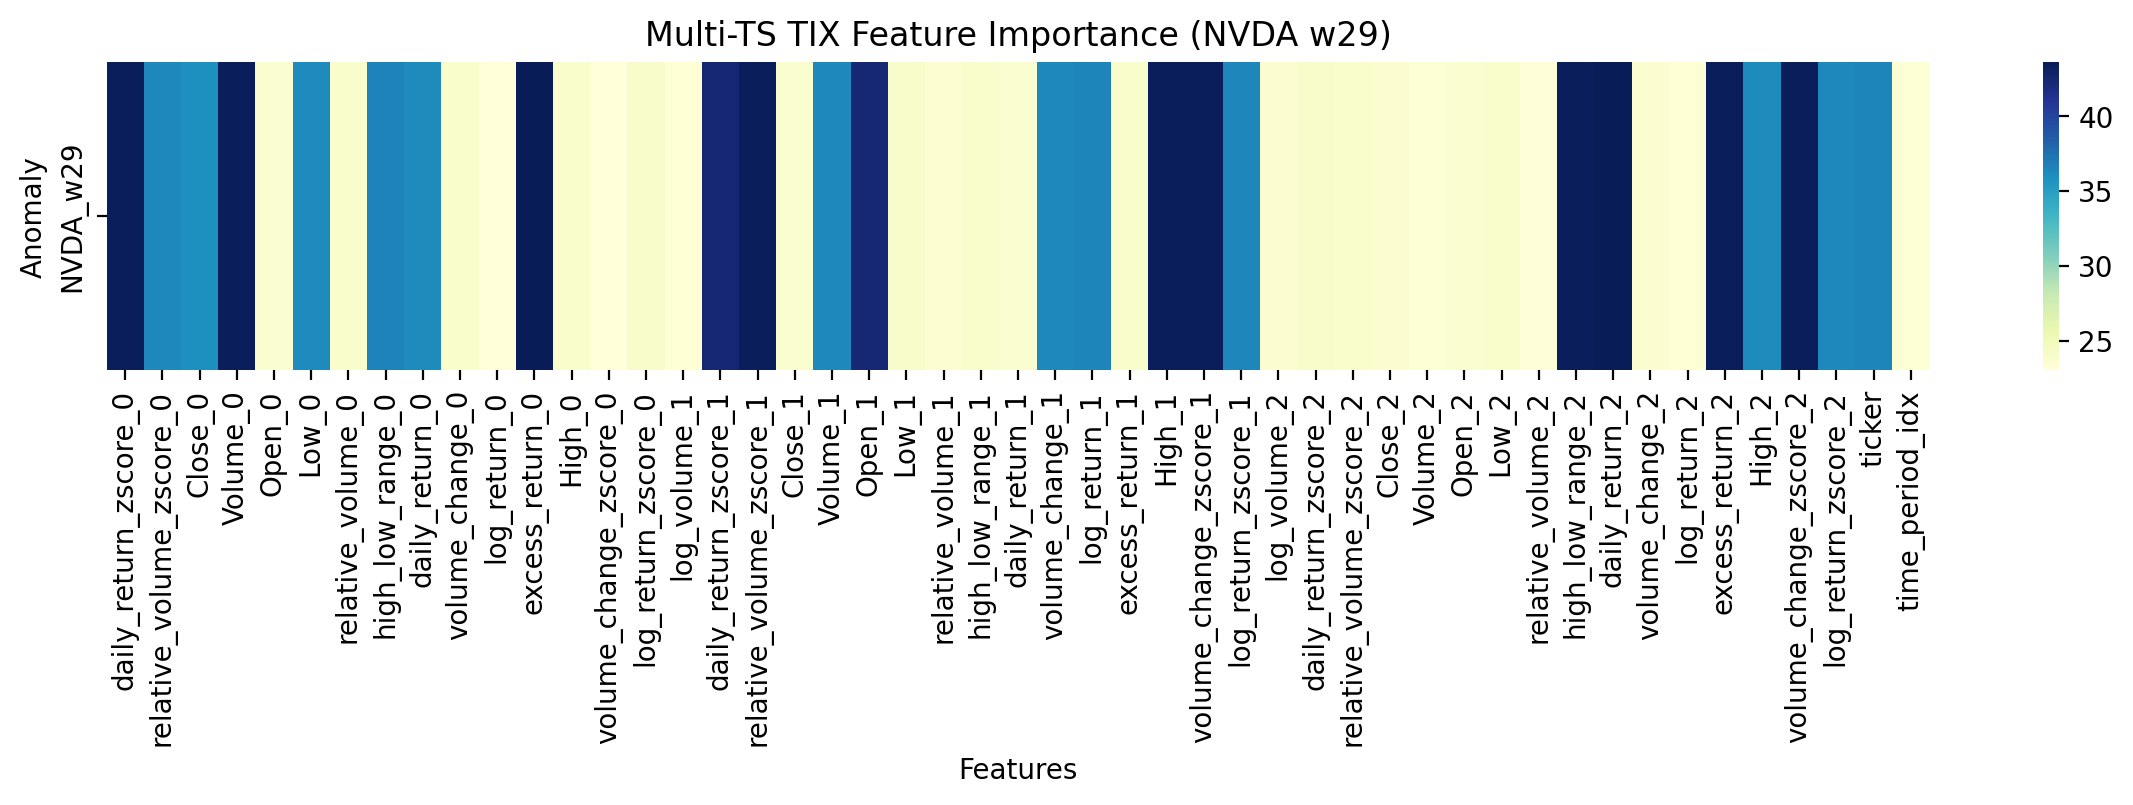 Multi-TS TIX Feature Importance (NVDA w29)
Anomaly
NVDA_w29
daily_return_zscore_0
relative_volume_zscore_0
Close_0
Volume_0
Open_0
Low_0
relative_volume_0
high_low_range_0
daily_return_0
volume_change_0
log_return_0
excess_return_0
High_0
volume_change_zscore_0
log_return_zscore_0
log_volume_1
daily_return_zscore_1
relative_volume_zscore_1
Close_1
Volume_1
Open_1
Low_1
relative_volume_1
high_low_range_1
daily_return_1
volume_change_1
log_return_1
excess_return_1
High_1
volume_change_zscore_1
log_return_zscore_1
log_volume_2
daily_return_zscore_2
relative_volume_zscore_2
Close_2
Volume_2
Open_2
Low_2
relative_volume_2
high_low_range_2
daily_return_2
volume_change_2
log_return_2
excess_return_2
High_2
volume_change_zscore_2
log_return_zscore_2
ticker
time_period_idx
Features
40
35
30
25